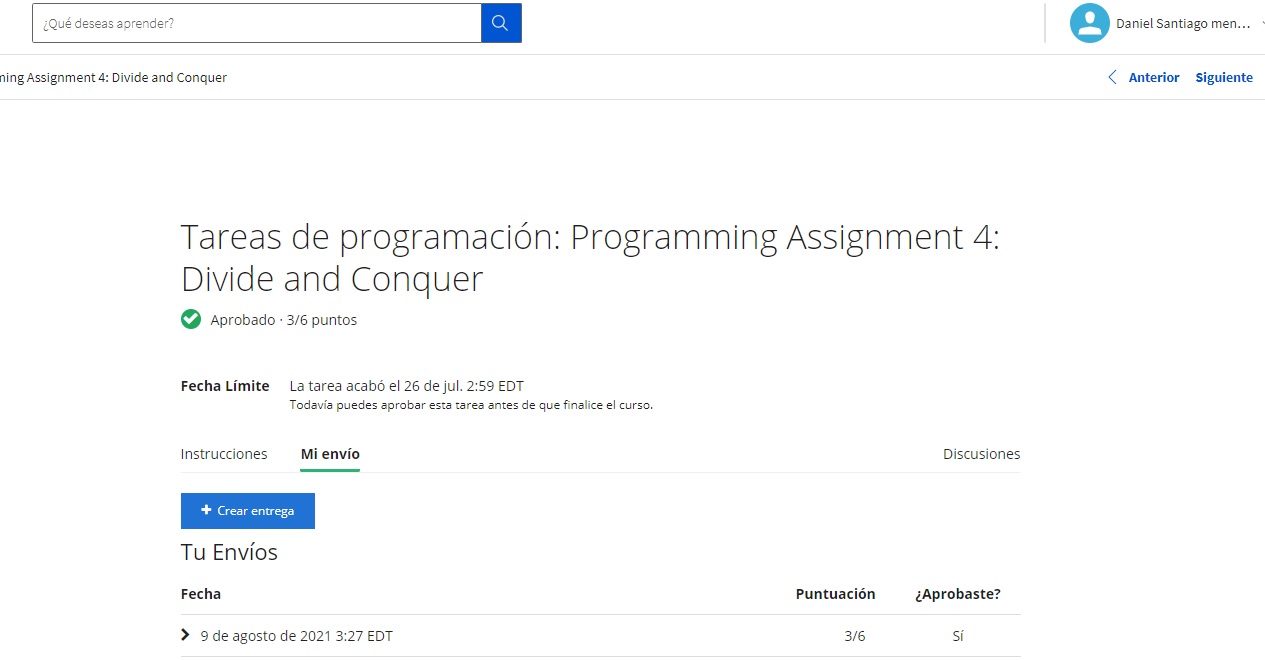 ¿Qué deseas aprender?
Daniel Santiago men...
ming Assignment 4: Divide and Conquer
Anterior
Siguiente
Tareas de programación: Programming Assignment 4:
Divide and Conquer
Aprobado · 3/6 puntos
Fecha Límite La tarea acabó el 26 de jul. 2:59 EDT
Todavía puedes aprobar esta tarea antes de que finalice el curso.
Instrucciones Mi envío Discusiones
+ Crear entrega
Tu Envíos
Fecha Puntuación ¿Aprobaste?
9 de agosto de 2021 3:27 EDT 3/6 Sí